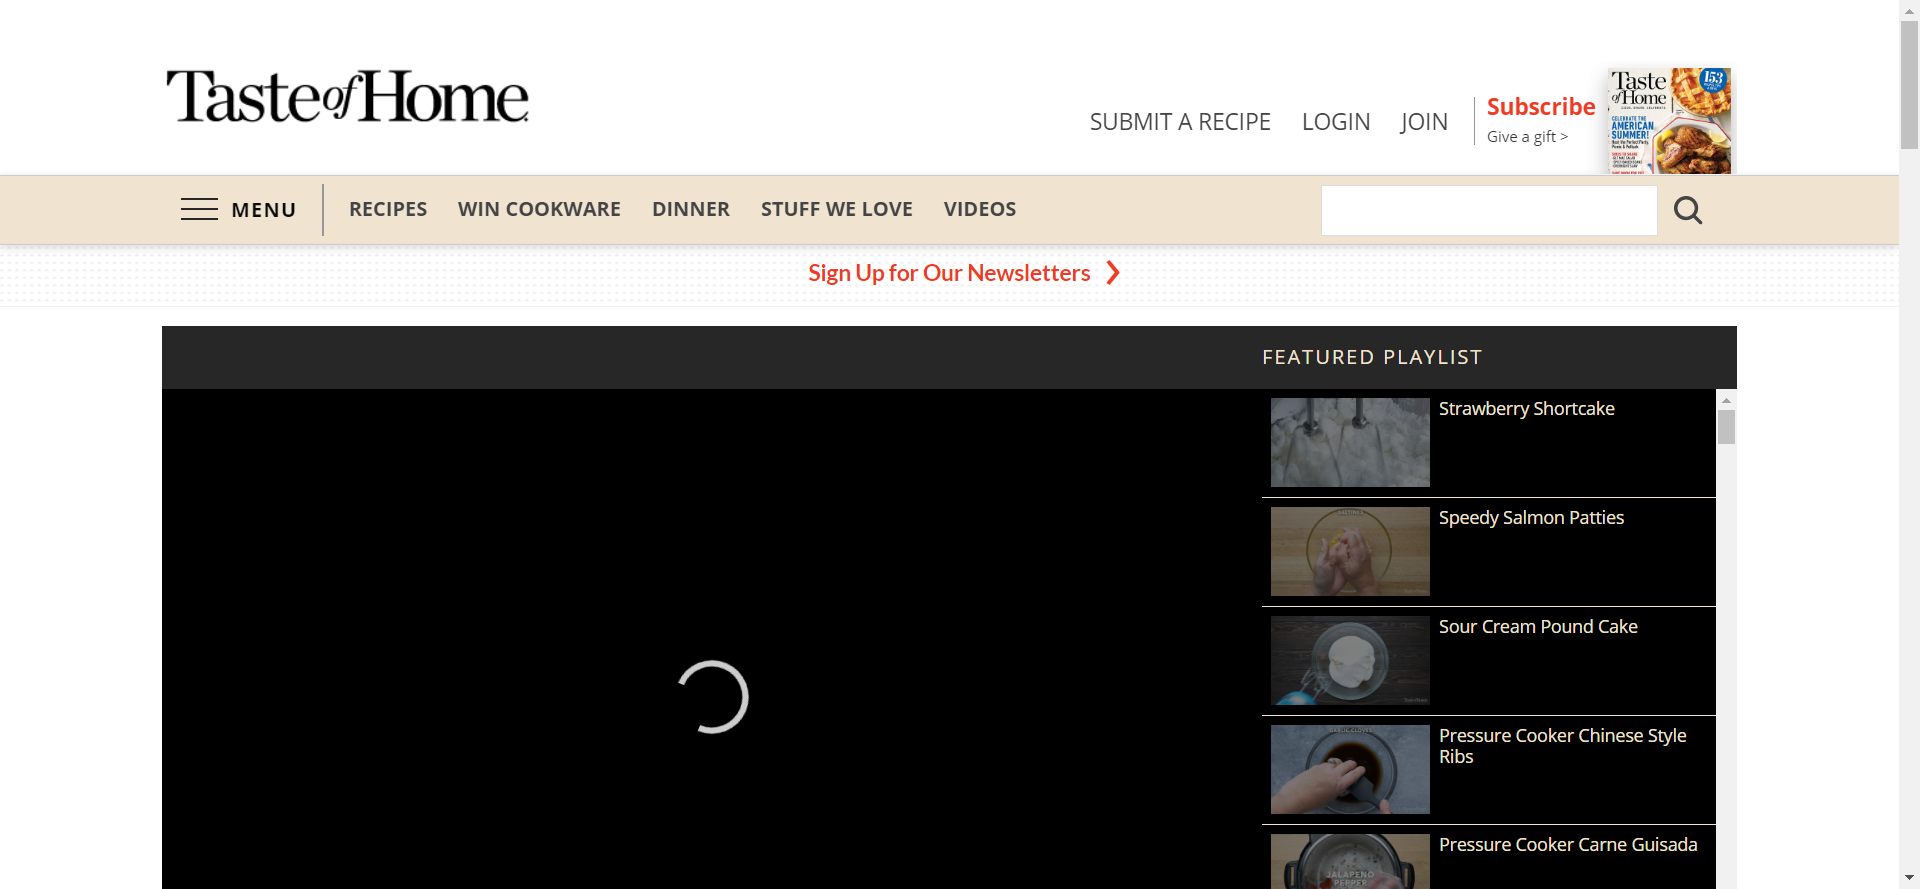 Taste of Home
SUBMIT A RECIPE
LOGIN
JOIN
Subscribe
Give a gift >
Taste
of Home
153
CELEBRATE THE
AMERICAN
SUMMER!
MENU
RECIPES
WIN COOKWARE
DINNER
STUFF WE LOVE
VIDEOS
Sign Up for Our Newsletters
FEATURED PLAYLIST
Strawberry Shortcake
Speedy Salmon Patties
Sour Cream Pound Cake
GARLIC CLOVES
Pressure Cooker Chinese Style
Ribs
JALAPENO
PEPPER
Pressure Cooker Carne Guisada